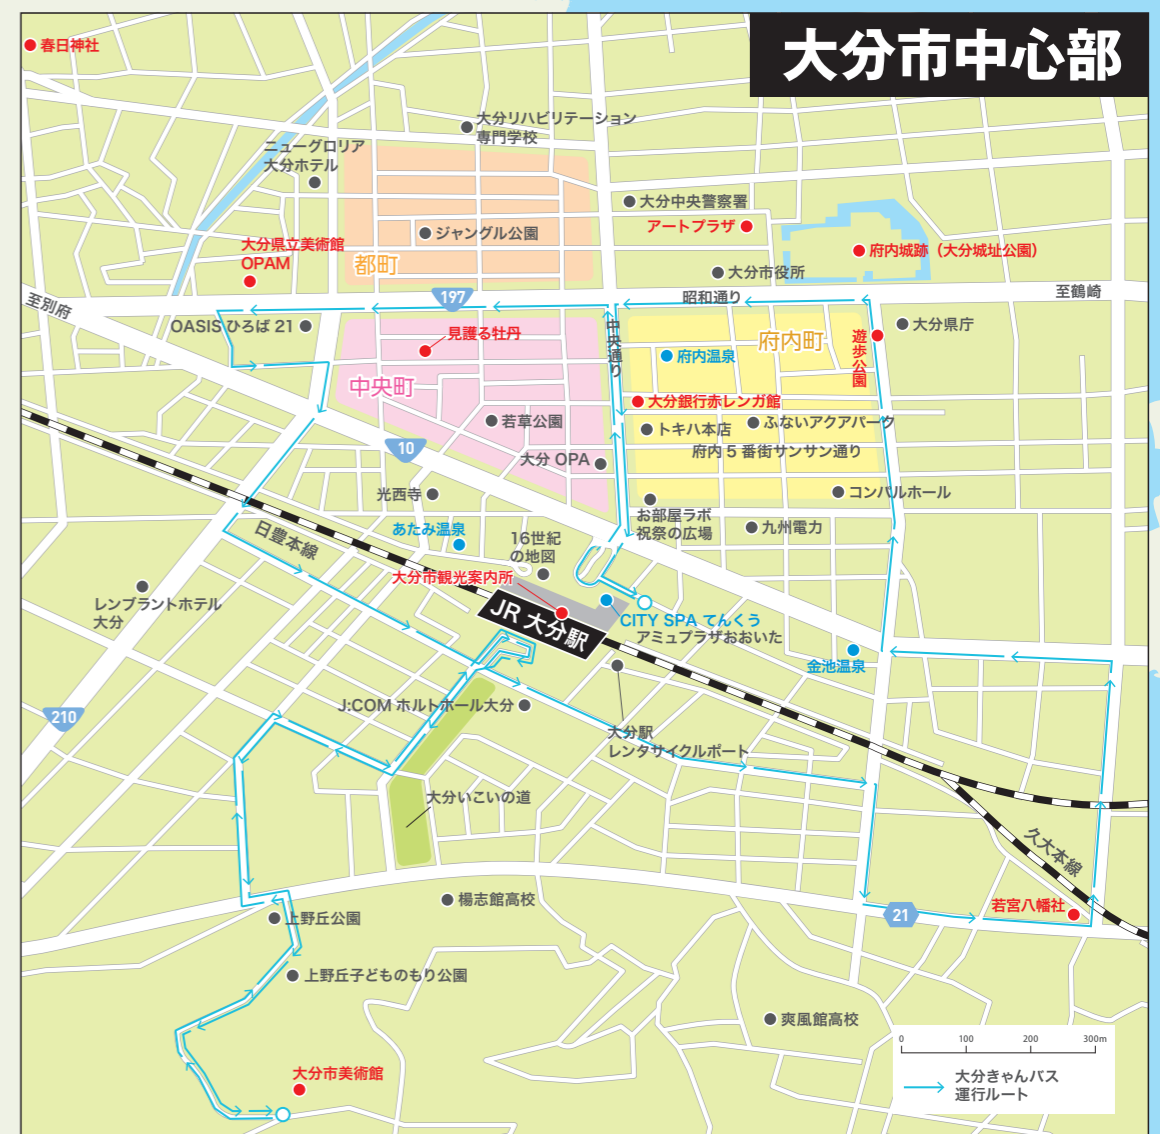 大分市中心部
春日神社
大分リハビリテーション
専門学校
ニューグロリア
大分ホテル
大分中央警察署
アートプラザ
ジャングル公園
大分県立美術館
OPAM
都町
府内城跡（大分城址公園）
大分市役所
至別府
197
昭和通り
至鶴崎
OASISひろば21
見護る牡丹
中央通り
府内温泉
府内町
遊歩公園
大分県庁
中央町
大分銀行赤レンガ館
若草公園
トキハ本店
ふないアクアパーク
10
大分 OPA
府内5番街サンサン通り
光西寺
コンパルホール
お部屋ラボ
祝祭の広場
九州電力
日豊本線
あたみ温泉
16世紀
の地図
大分市観光案内所
レンブラントホテル
大分
JR 大分駅
CITY SPA てんくう
アミュプラザおおいた
金池温泉
210
J:COM ホルトホール大分
大分駅
レンタサイクルポート
大分いこいの道
久大本線
楊志館高校
若宮八幡社
21
上野丘公園
上野丘子どものもり公園
爽風館高校
大分市美術館
0 100 200 300m
大分きゃんバス
運行ルート